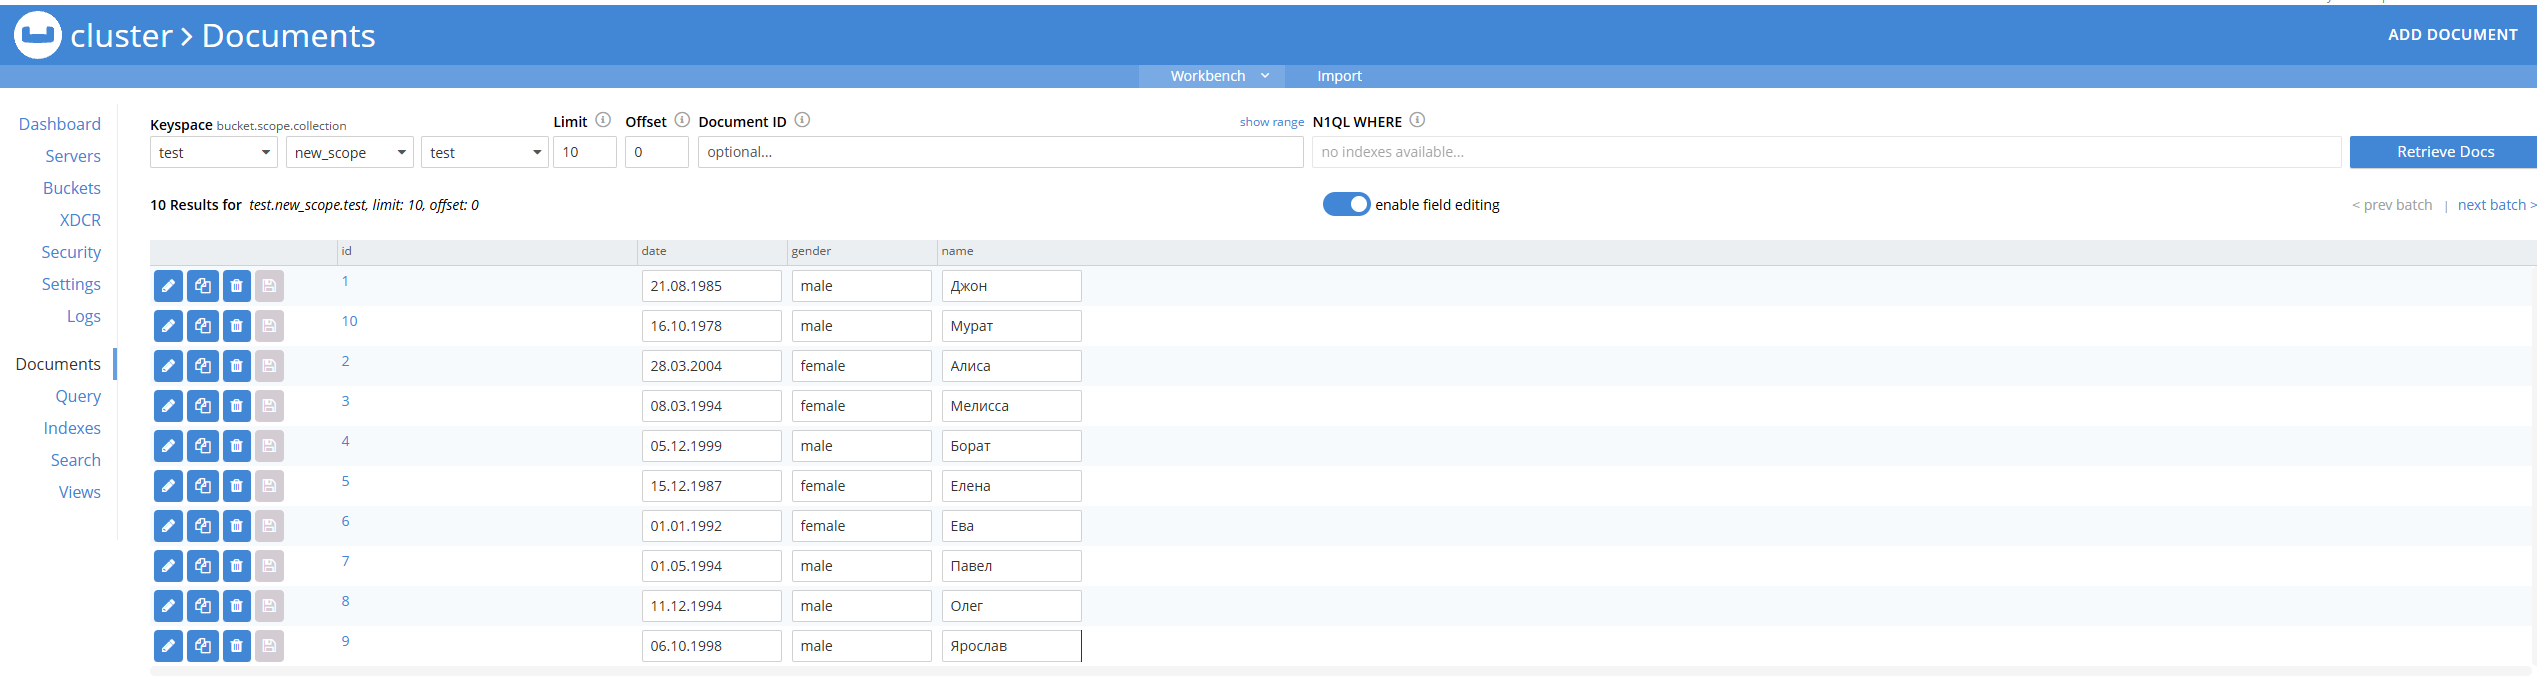 cluster > Documents
ADD DOCUMENT
Workbench Import
Dashboard
Servers
Buckets
XDCR
Security
Settings
Logs
Documents
Query
Indexes
Search
Views
Keyspace bucket.scope.collection Limit Offset Document ID show range N1QL WHERE
test new_scope test 10 0 optional... no indexes available... Retrieve Docs
10 Results for test.new_scope.test, limit: 10, offset: 0 enable field editing < prev batch | next batch >
id date gender name
1 21.08.1985 male Джон
10 16.10.1978 male Мурат
2 28.03.2004 female Алиса
3 08.03.1994 female Мелисса
4 05.12.1999 male Борат
5 15.12.1987 female Елена
6 01.01.1992 female Ева
7 01.05.1994 male Павел
8 11.12.1994 male Олег
9 06.10.1998 male Ярослав